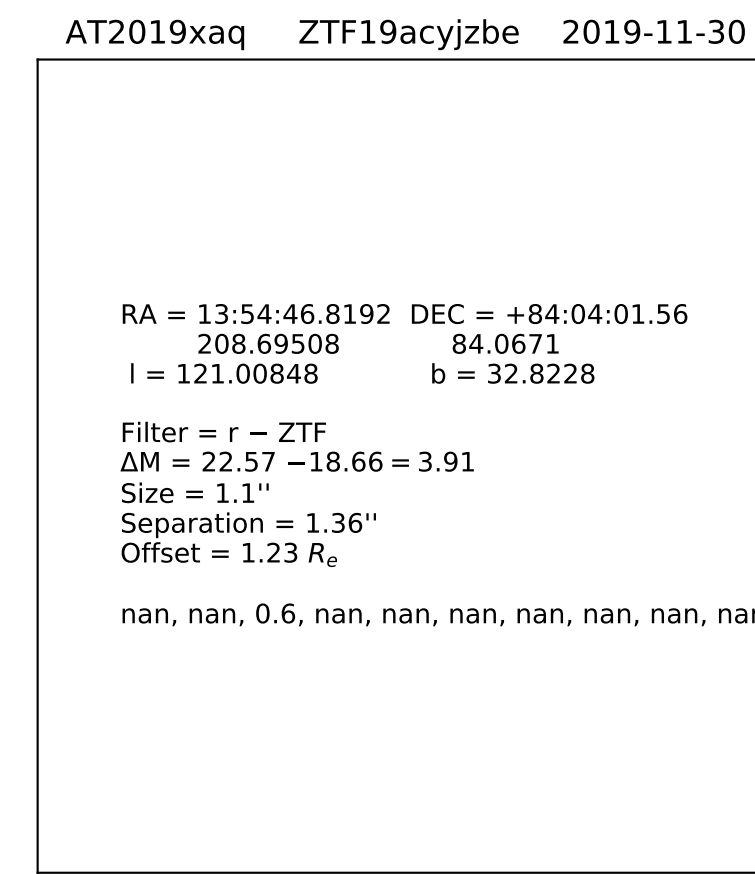 AT2019xaq ZTF19acyjzbe 2019-11-30
RA = 13:54:46.8192 DEC = +84:04:01.56
208.69508 84.0671
l = 121.00848 b = 32.8228
Filter = r − ZTF
ΔM = 22.57 −18.66 = 3.91
Size = 1.1''
Separation = 1.36''
Offset = 1.23 Re
nan, nan, 0.6, nan, nan, nan, nan, nan, nan,